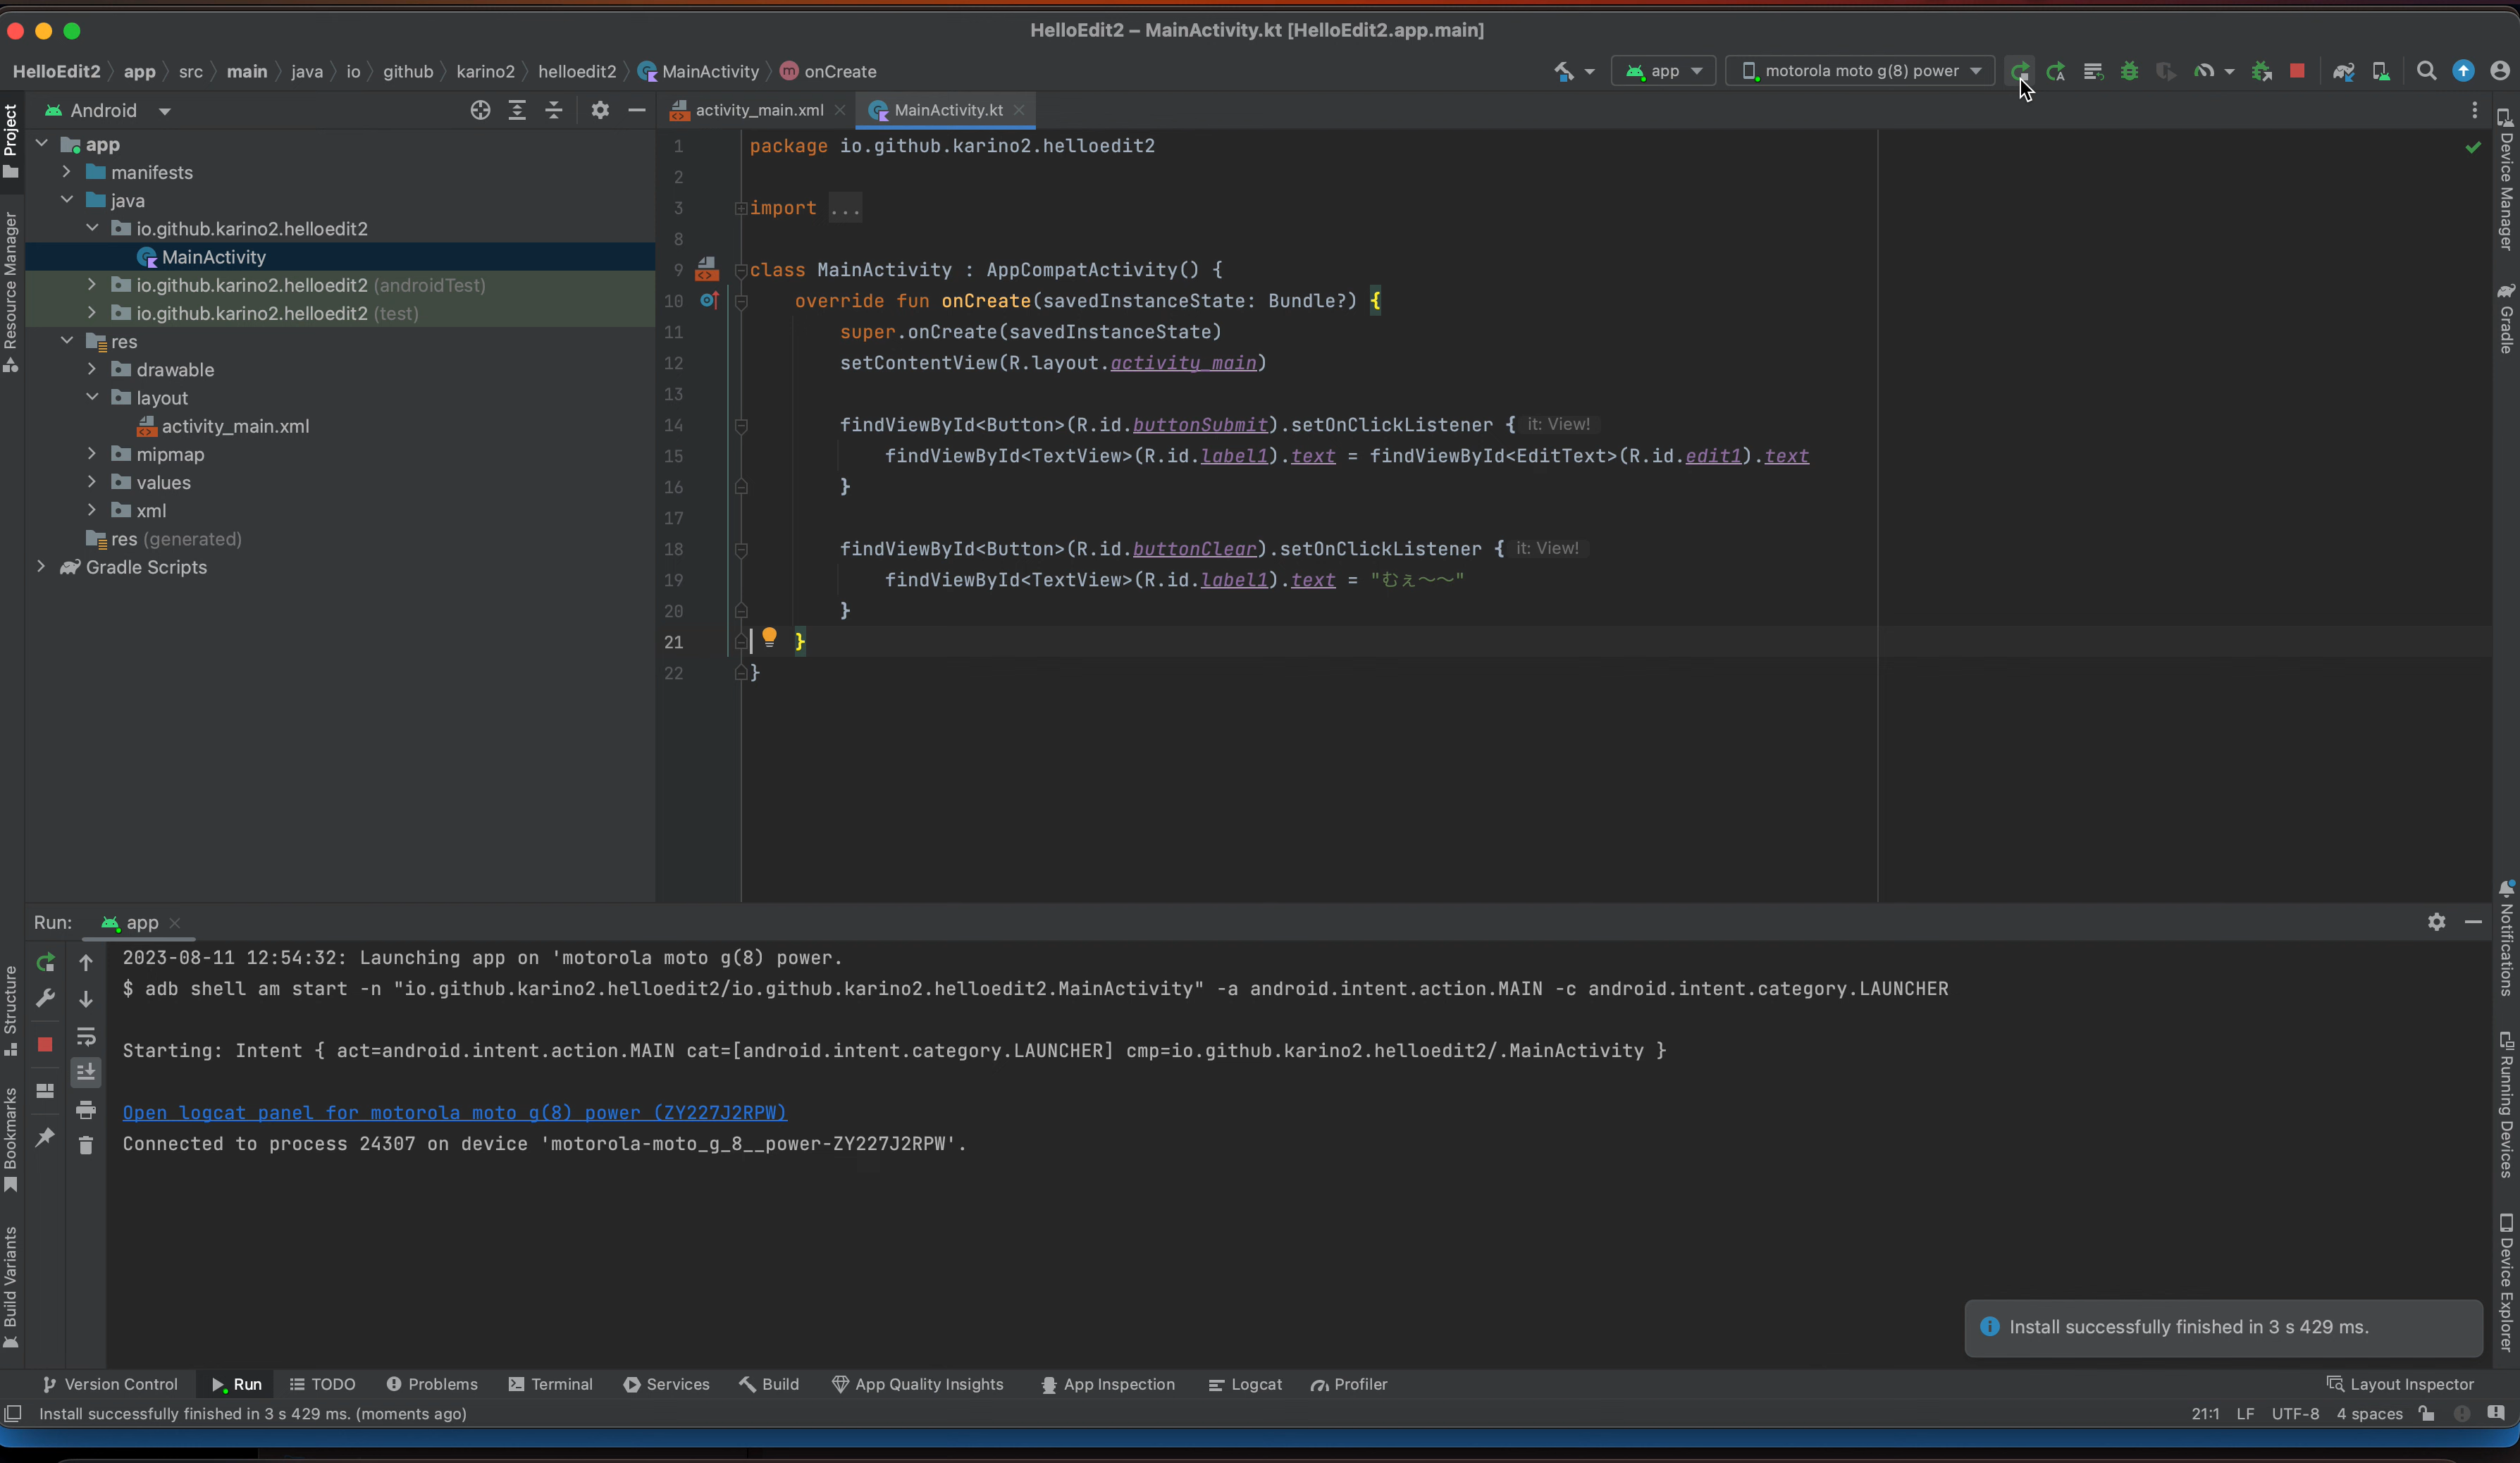 HelloEdit2 – MainActivity.kt [HelloEdit2.app.main]
HelloEdit2 app src main java io github karino2 helloedit2 MainActivity onCreate
app
motorola moto g(8) power
Project
Resource Manager
Structure
Bookmarks
Build Variants
Android
app
manifests
java
io.github.karino2.helloedit2
MainActivity
io.github.karino2.helloedit2 (androidTest)
io.github.karino2.helloedit2 (test)
res
drawable
layout
activity_main.xml
mipmap
values
xml
res (generated)
Gradle Scripts
activity_main.xml
MainActivity.kt
1 package io.github.karino2.helloedit2
2
3 import ...
8
9 class MainActivity : AppCompatActivity() {
10 override fun onCreate(savedInstanceState: Bundle?) {
11 super.onCreate(savedInstanceState)
12 setContentView(R.layout.activity_main)
13
14 findViewById<Button>(R.id.buttonSubmit).setOnClickListener { it: View!
15 findViewById<TextView>(R.id.label1).text = findViewById<EditText>(R.id.edit1).text
16 }
17
18 findViewById<Button>(R.id.buttonClear).setOnClickListener { it: View!
19 findViewById<TextView>(R.id.label1).text = "むぇ〜〜"
20 }
21 }
22 }
Device Manager
Gradle
Notifications
Running Devices
Device Explorer
Run: app
2023-08-11 12:54:32: Launching app on 'motorola moto g(8) power.
$ adb shell am start -n "io.github.karino2.helloedit2/io.github.karino2.helloedit2.MainActivity" -a android.intent.action.MAIN -c android.intent.category.LAUNCHER
Starting: Intent { act=android.intent.action.MAIN cat=[android.intent.category.LAUNCHER] cmp=io.github.karino2.helloedit2/.MainActivity }
Open logcat panel for motorola moto g(8) power (ZY227J2RPW)
Connected to process 24307 on device 'motorola-moto_g_8__power-ZY227J2RPW'.
Install successfully finished in 3 s 429 ms.
Version Control Run TODO Problems Terminal Services Build App Quality Insights App Inspection Logcat Profiler Layout Inspector
Install successfully finished in 3 s 429 ms. (moments ago)
21:1 LF UTF-8 4 spaces